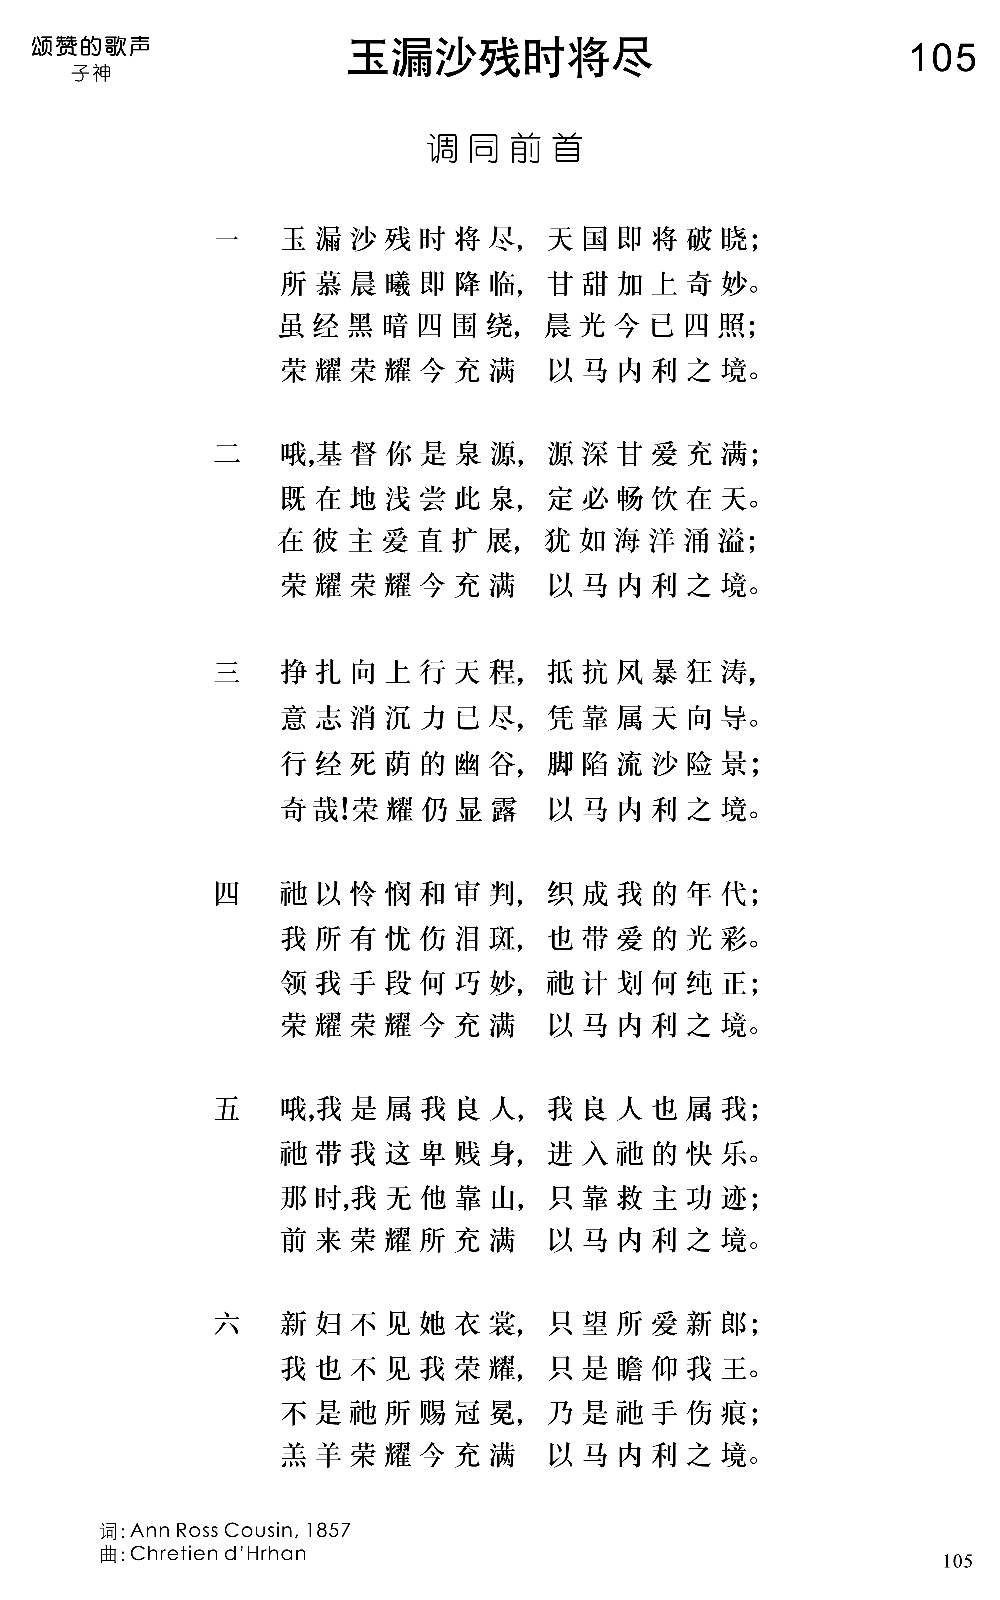 颂赞的歌声
子神
玉漏沙残时将尽
105
调同前首
一 玉漏沙残时将尽, 天国即将破晓;
所慕晨曦即降临, 甘甜加上奇妙。
虽经黑暗四围绕, 晨光今已四照;
荣耀荣耀今充满 以马内利之境。
二 哦,基督你是泉源, 源深甘爱充满;
既在地浅尝此泉, 定必畅饮在天。
在彼主爱直扩展, 犹如海洋涌溢;
荣耀荣耀今充满 以马内利之境。
三 挣扎向上行天程, 抵抗风暴狂涛,
意志消沉力已尽, 凭靠属天向导。
行经死荫的幽谷, 脚陷流沙险景;
奇哉!荣耀仍显露 以马内利之境。
四 祂以怜悯和审判, 织成我的年代;
我所有忧伤泪斑, 也带爱的光彩。
领我手段何巧妙, 祂计划何纯正;
荣耀荣耀今充满 以马内利之境。
五 哦,我是属我良人, 我良人也属我;
祂带我这卑贱身, 进入祂的快乐。
那时,我无他靠山, 只靠救主功迹;
前来荣耀所充满 以马内利之境。
六 新妇不见她衣裳, 只望所爱新郎;
我也不见我荣耀, 只是瞻仰我王。
不是祂所赐冠冕, 乃是祂手伤痕;
羔羊荣耀今充满 以马内利之境。
词: Ann Ross Cousin, 1857
曲: Chretien d'Hrhan
105